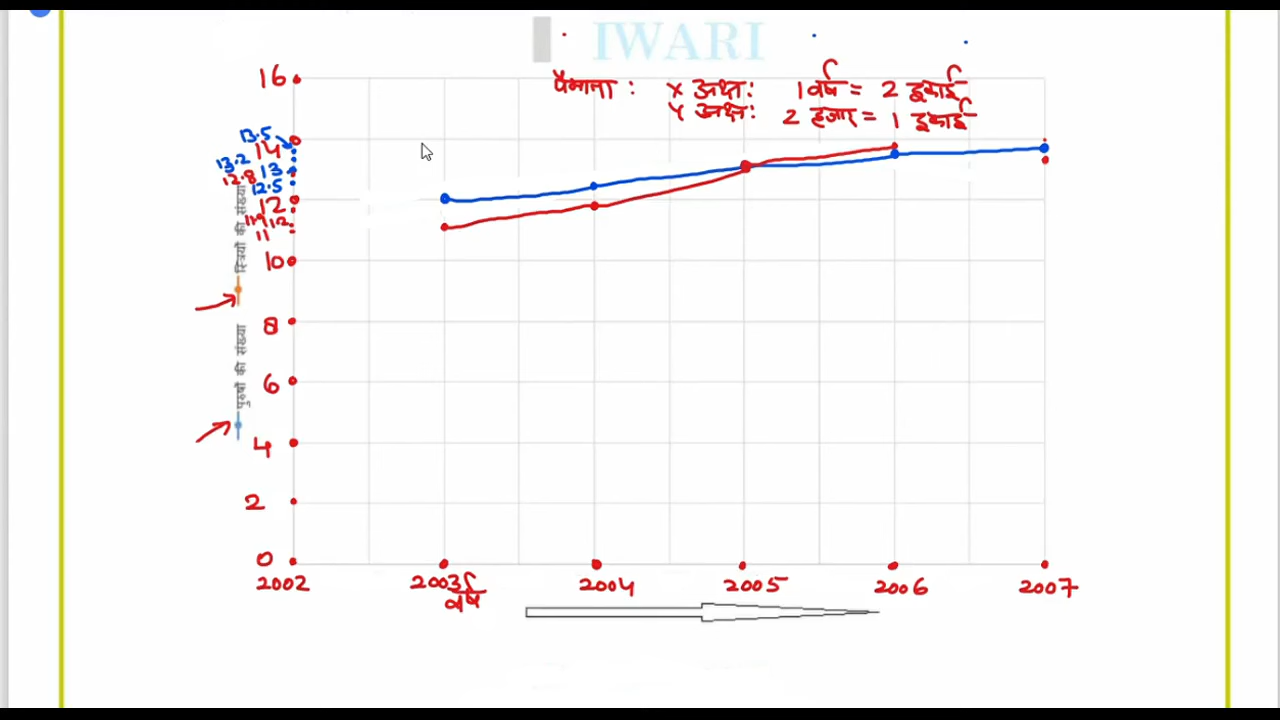 IWARI
पैमाना : X अक्ष: 1 वर्ष = 2 इकाई
Y अक्ष: 2 हजार = 1 इकाई
16
13.5
14
13.2
13
12.8
12.5
12
11
10
8
6
4
2
0
स्त्रियों की संख्या
पुरुषों की संख्या
2002 2003 2004 2005 2006 2007
वर्ष